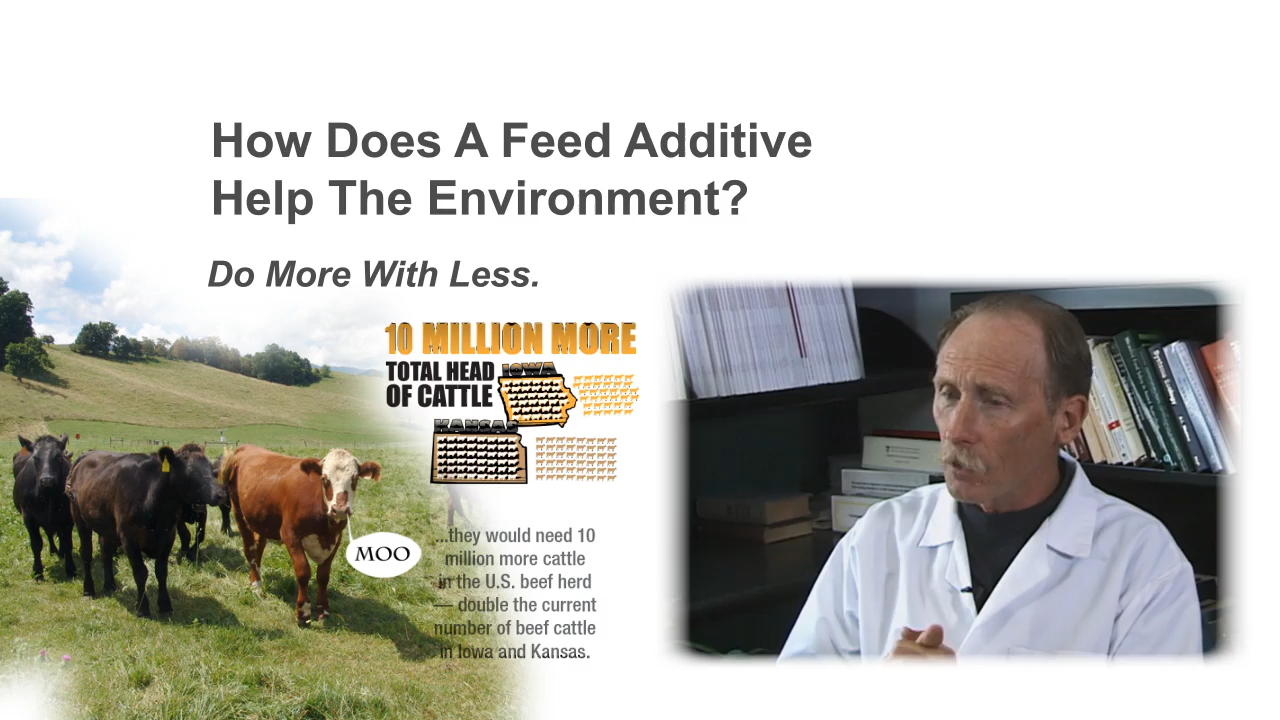 How Does A Feed Additive
Help The Environment?
Do More With Less.
10 MILLION MORE
TOTAL HEAD
OF CATTLE
IOWA
KANSAS
MOO
...they would need 10
million more cattle
in the U.S. beef herd
— double the current
number of beef cattle
in Iowa and Kansas.